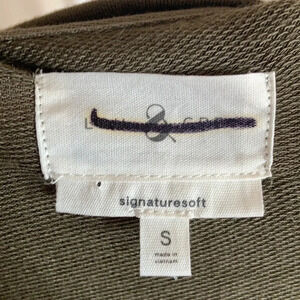 &
signaturesoft
S
made in
vietnam